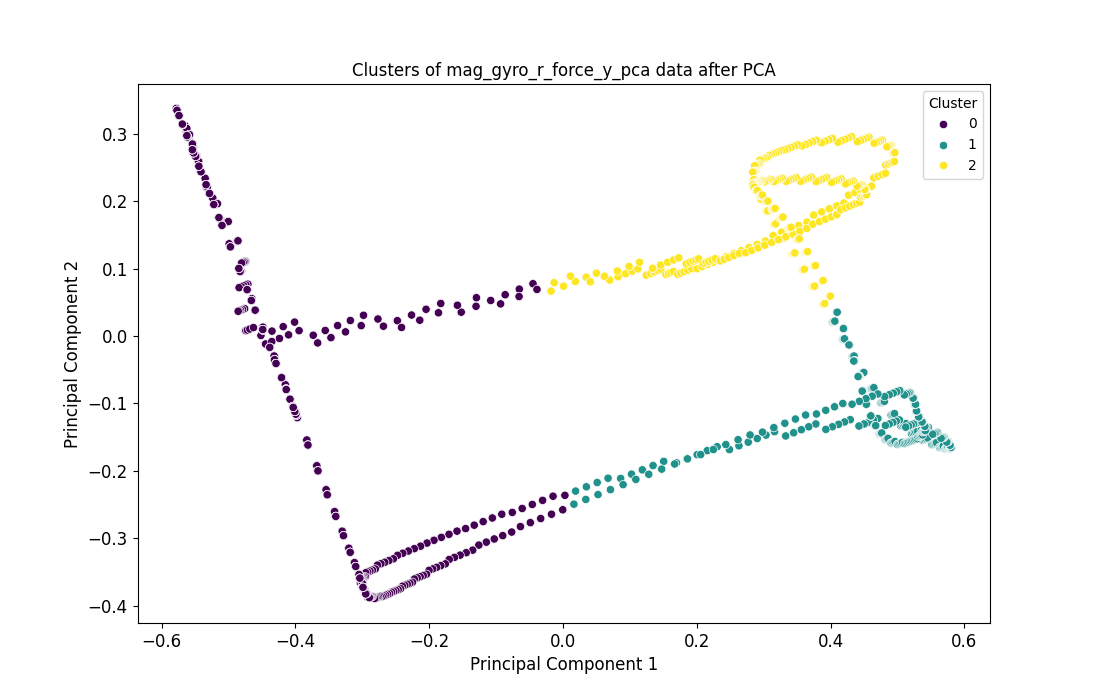 Clusters of mag_gyro_r_force_y_pca data after PCA
Cluster
0
1
2
Principal Component 2
0.3
0.2
0.1
0.0
−0.1
−0.2
−0.3
−0.4
−0.6 −0.4 −0.2 0.0 0.2 0.4 0.6
Principal Component 1